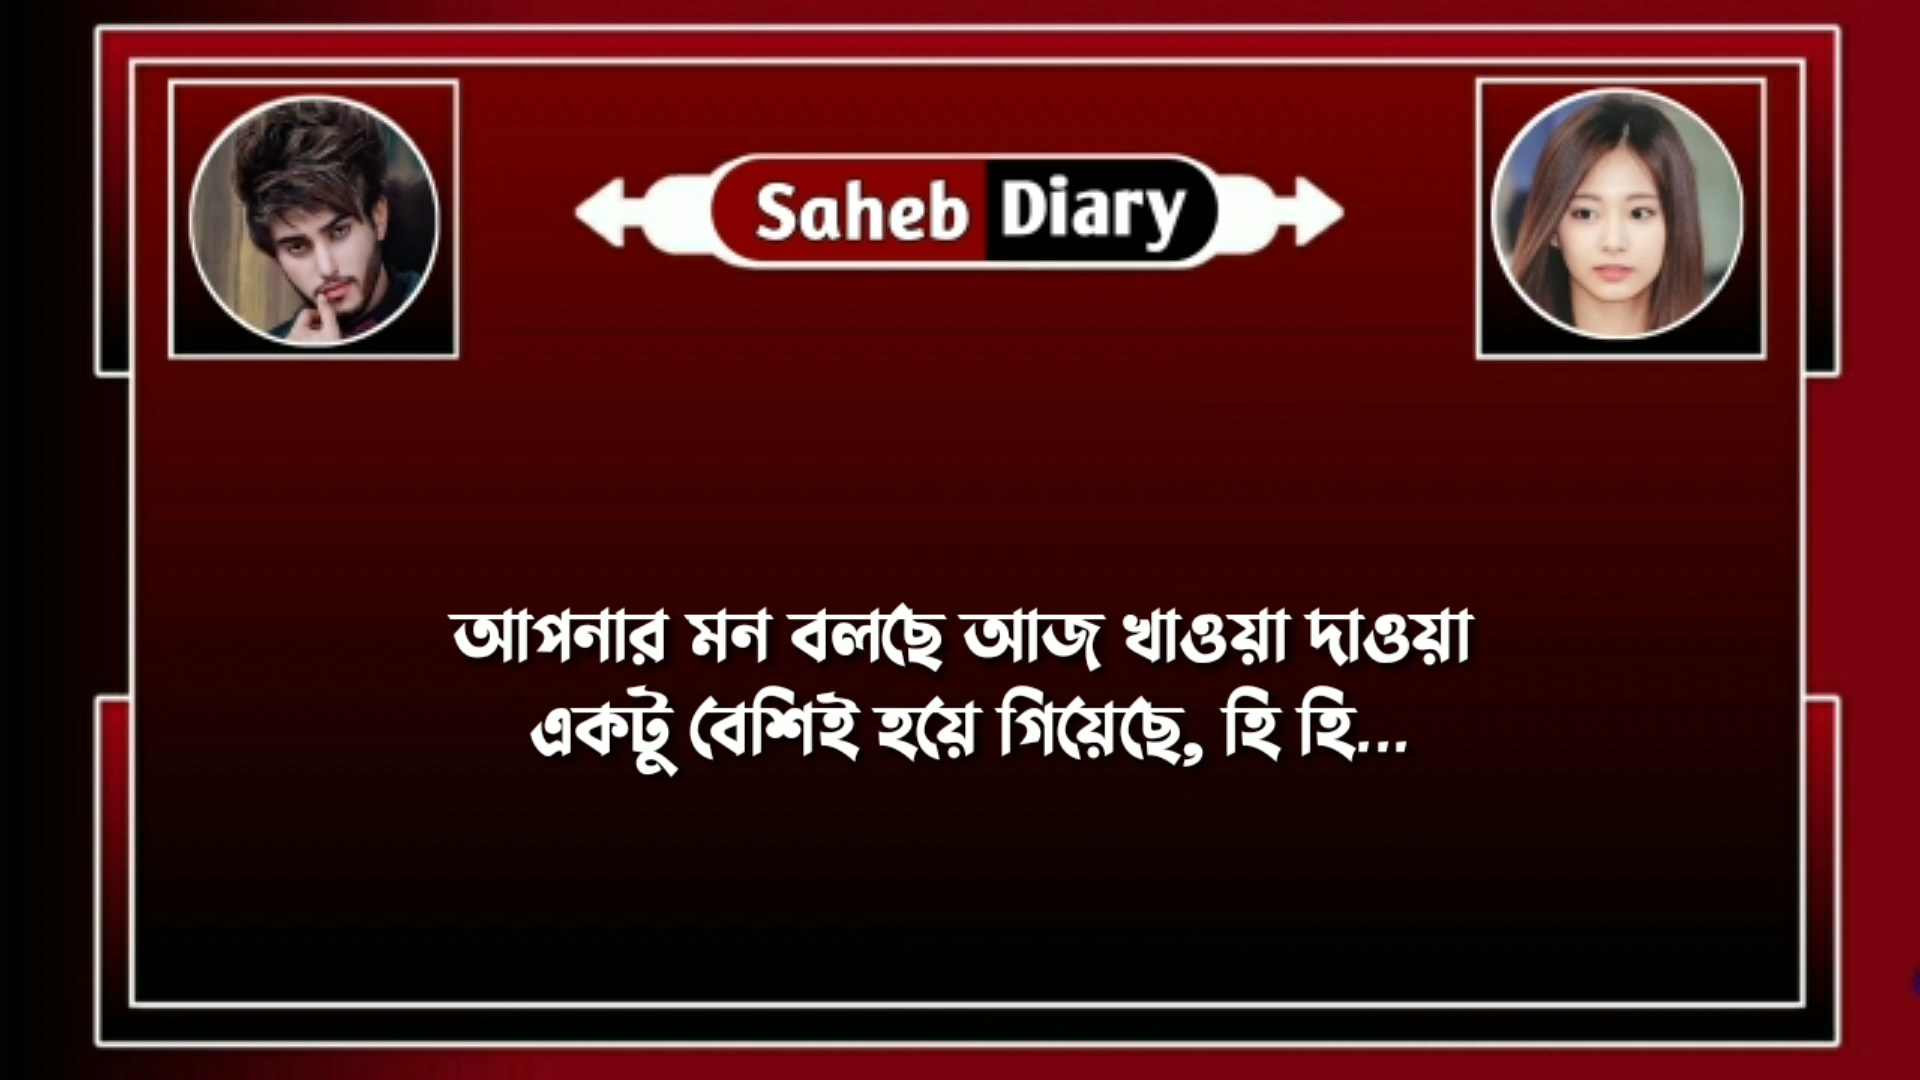 Saheb Diary
আপনার মন বলছে আজ খাওয়া দাওয়া
একটু বেশিই হয়ে গিয়েছে, হি হি...